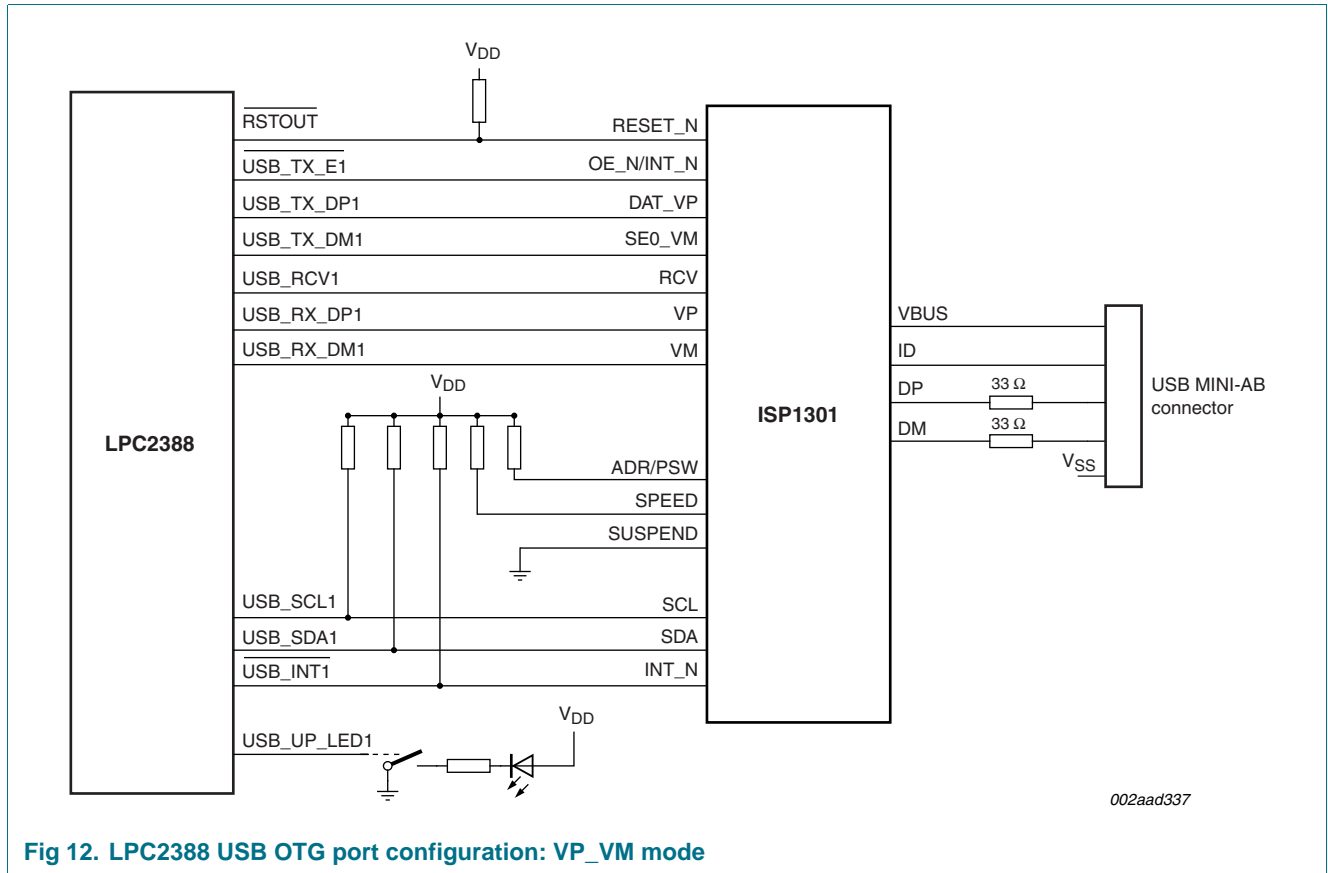 VDD
RSTOUT
RESET_N
USB_TX_E1
OE_N/INT_N
USB_TX_DP1
DAT_VP
USB_TX_DM1
SE0_VM
USB_RCV1
RCV
USB_RX_DP1
VP
USB_RX_DM1
VM
VBUS
ID
DP
33 Ω
DM
33 Ω
VSS
USB MINI-AB
connector
VDD
LPC2388
ISP1301
ADR/PSW
SPEED
SUSPEND
USB_SCL1
SCL
USB_SDA1
SDA
USB_INT1
INT_N
USB_UP_LED1
VDD
002aad337
Fig 12. LPC2388 USB OTG port configuration: VP_VM mode